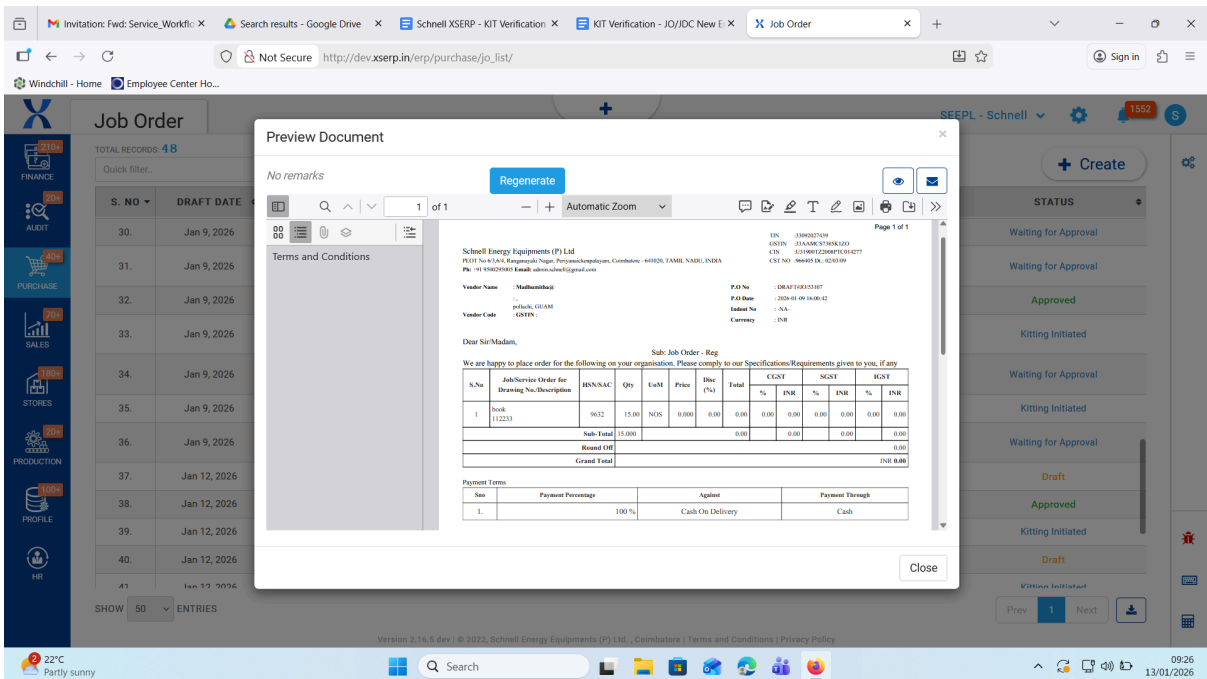 Invitation: Fwd: Service_Workflo
Search results - Google Drive
Schnell XSERP - KIT Verification
KIT Verification - JO/JDC New E
Job Order
Not Secure http://dev.xserp.in/erp/purchase/jo_list/
Sign in
Windchill - Home
Employee Center Ho...
Job Order
SEEPL - Schnell
1552
S
TOTAL RECORDS: 48
Quick filter..
Create
S. NO
DRAFT DATE
STATUS
30. Jan 9, 2026 Waiting for Approval
31. Jan 9, 2026 Waiting for Approval
32. Jan 9, 2026 Approved
33. Jan 9, 2026 Kitting Initiated
34. Jan 9, 2026 Waiting for Approval
35. Jan 9, 2026 Kitting Initiated
36. Jan 9, 2026 Waiting for Approval
37. Jan 12, 2026 Draft
38. Jan 12, 2026 Approved
39. Jan 12, 2026 Kitting Initiated
40. Jan 12, 2026 Draft
41. Jan 12, 2026 Kitting Initiated
210+
FINANCE
20+
AUDIT
40+
PURCHASE
70+
SALES
180+
STORES
20+
PRODUCTION
100+
PROFILE
HR
Preview Document
No remarks
Regenerate
1 of 1
Automatic Zoom
Terms and Conditions
Page 1 of 1
TIN :33092027439
GSTIN :33AAMCS7385K1ZO
CIN :U31900TZ2008PTC014277
CST NO :966405 Dt.: 02/03/09
Schnell Energy Equipments (P) Ltd
PLOT No 6/3,6/4, Ranganayaki Nagar, Periyanaickenpalayam, Coimbatore - 641020, TAMIL NADU, INDIA
Ph: +91 9500295005 Email: admin.schnell@gmail.com
Vendor Name : Madhumitha@
: ,
pollachi, GUAM
Vendor Code : GSTIN :
P.O No : DRAFT#JO/53107
P.O Date : 2026-01-09 16:00:42
Indent No : -NA-
Currency : INR
Dear Sir/Madam,
Sub: Job Order - Reg
We are happy to place order for the following on your organisation. Please comply to our Specifications/Requirements given to you, if any
S.No Job/Service Order for Drawing No./Description HSN/SAC Qty UoM Price Disc (%) Total CGST SGST IGST
% INR % INR % INR
1 book 112233 9632 15.00 NOS 0.000 0.00 0.00 0.00 0.00 0.00 0.00 0.00 0.00
Sub-Total 15.000 0.00 0.00 0.00 0.00
Round Off 0.00
Grand Total INR 0.00
Payment Terms
Sno Payment Percentage Against Payment Through
1. 100 % Cash On Delivery Cash
Close
SHOW 50 ENTRIES
Prev 1 Next
Version 2.16.5 dev | © 2022, Schnell Energy Equipments (P) Ltd. , Coimbatore | Terms and Conditions | Privacy Policy
2
22°C
Partly sunny
Search
09:26
13/01/2026